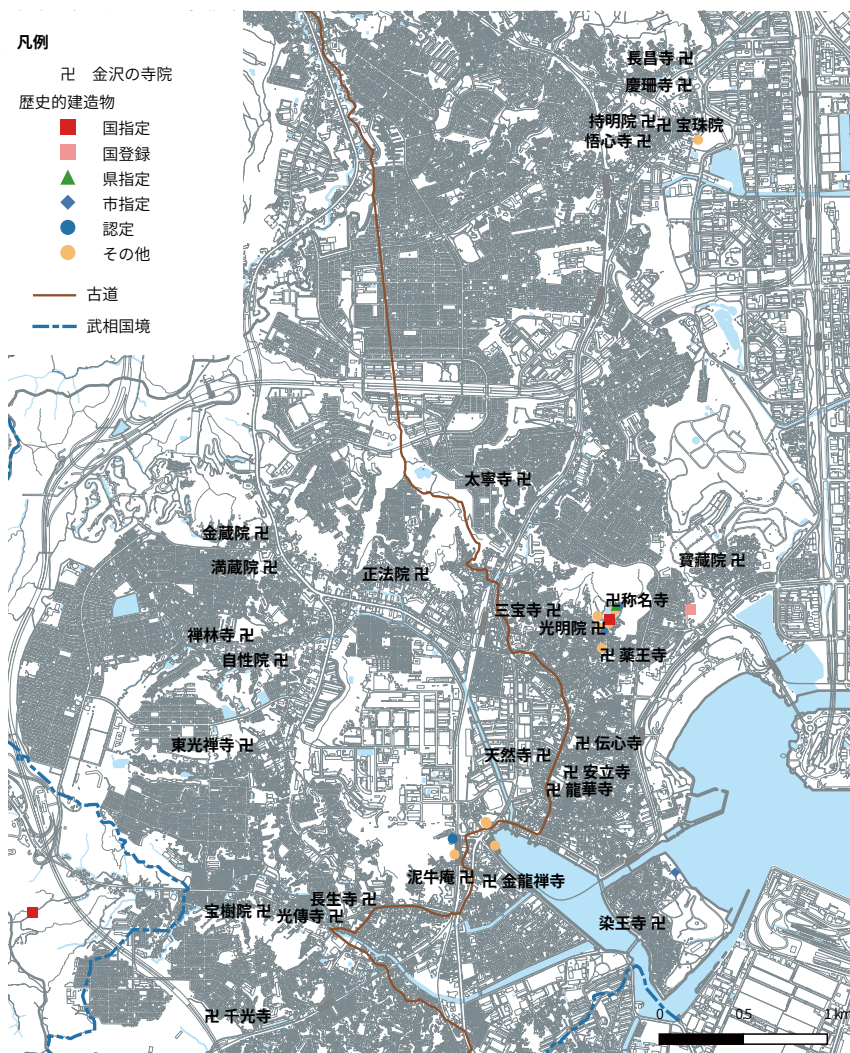 凡例
卍 金沢の寺院
歴史的建造物
国指定
国登録
県指定
市指定
認定
その他
古道
武相国境
長昌寺 卍
慶珊寺 卍
持明院 卍
卍 宝珠院
悟心寺 卍
太寧寺 卍
金蔵院 卍
満蔵院 卍
正法院 卍
寶蔵院 卍
三宝寺 卍
卍称名寺
光明院 卍
禅林寺 卍
自性院 卍
卍 薬王寺
東光禅寺 卍
天然寺 卍
卍 伝心寺
卍 安立寺
卍 龍華寺
泥牛庵 卍
卍 金龍禅寺
長生寺 卍
宝樹院 卍
光傳寺 卍
染王寺 卍
卍 千光寺
0 0.5 1 km